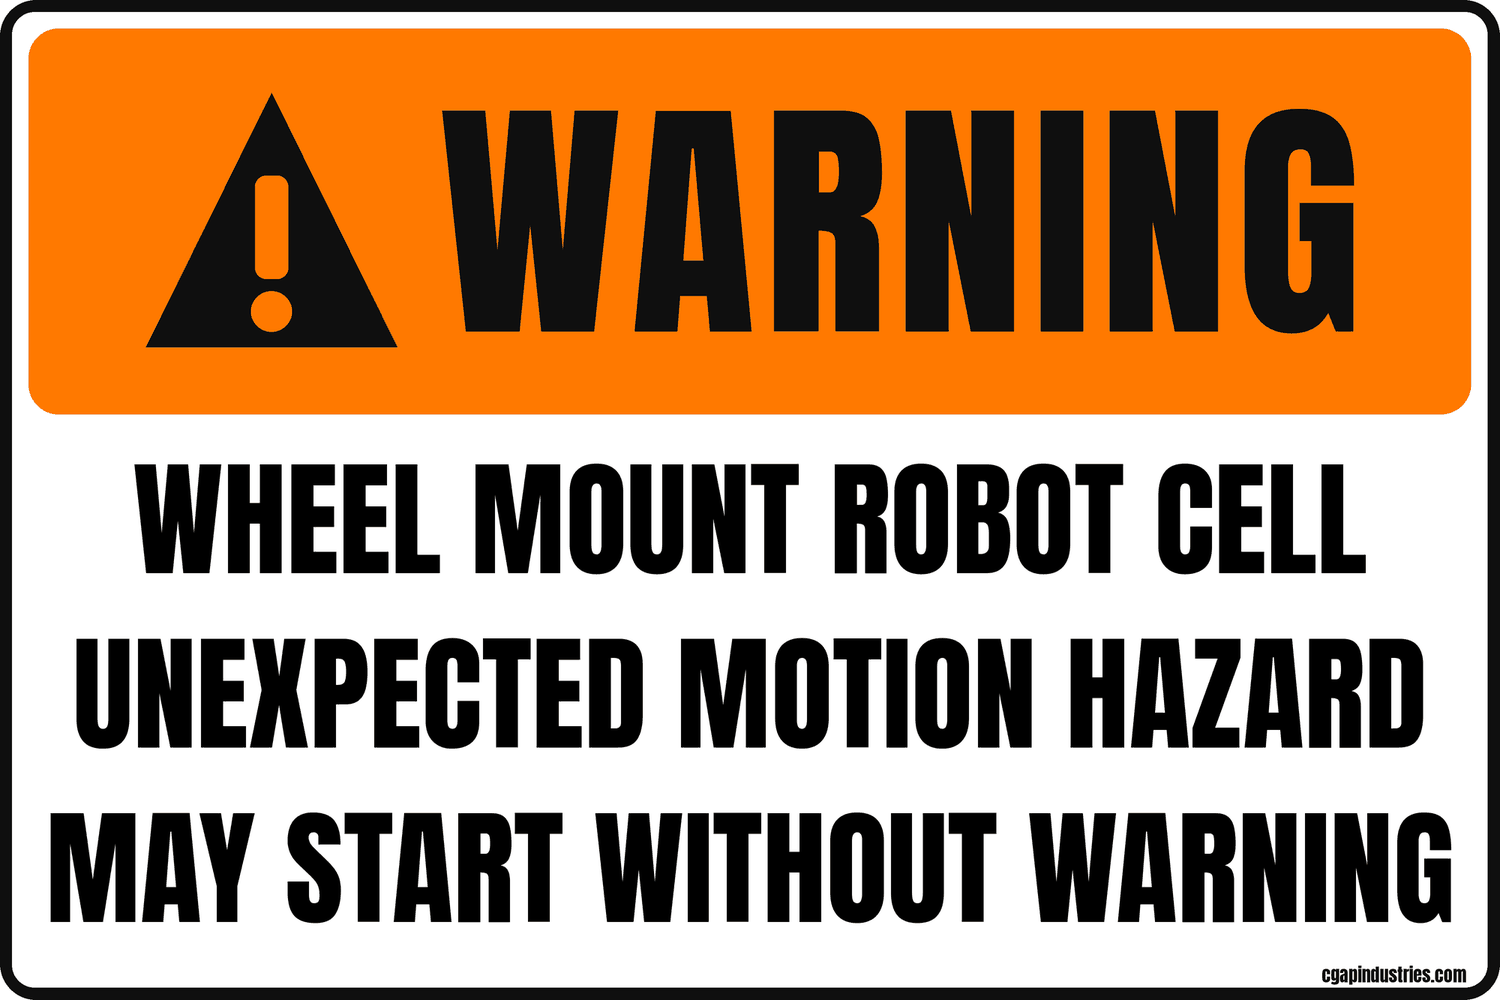 WARNING
WHEEL MOUNT ROBOT CELL
UNEXPECTED MOTION HAZARD
MAY START WITHOUT WARNING
cgapindustries.com